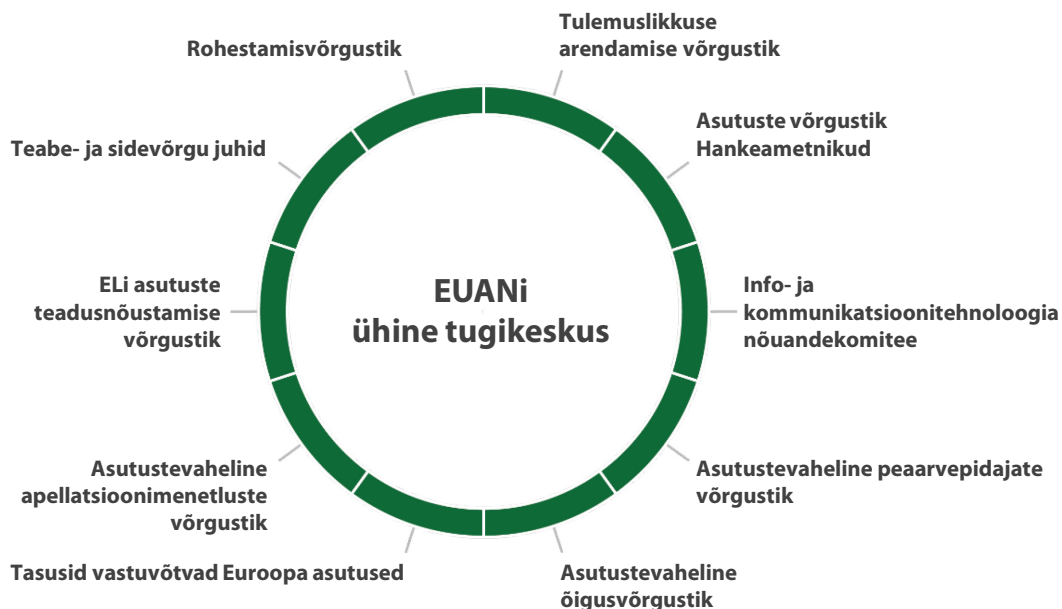 Tulemuslikkuse
arendamise võrgustik
Rohestamisvõrgustik
Asutuste võrgustik
Hankeametnikud
Teabe- ja sidevõrgu juhid
ELi asutuste
teadusnõustamise
võrgustik
EUANi
ühine tugikeskus
Info- ja
kommunikatsioonitehnoloogia
nõuandekomitee
Asutustevaheline
apellatsioonimenetluste
võrgustik
Asutustevaheline peaarvepidajate
võrgustik
Tasusid vastuvõtvad Euroopa asutused
Asutustevaheline
õigusvõrgustik